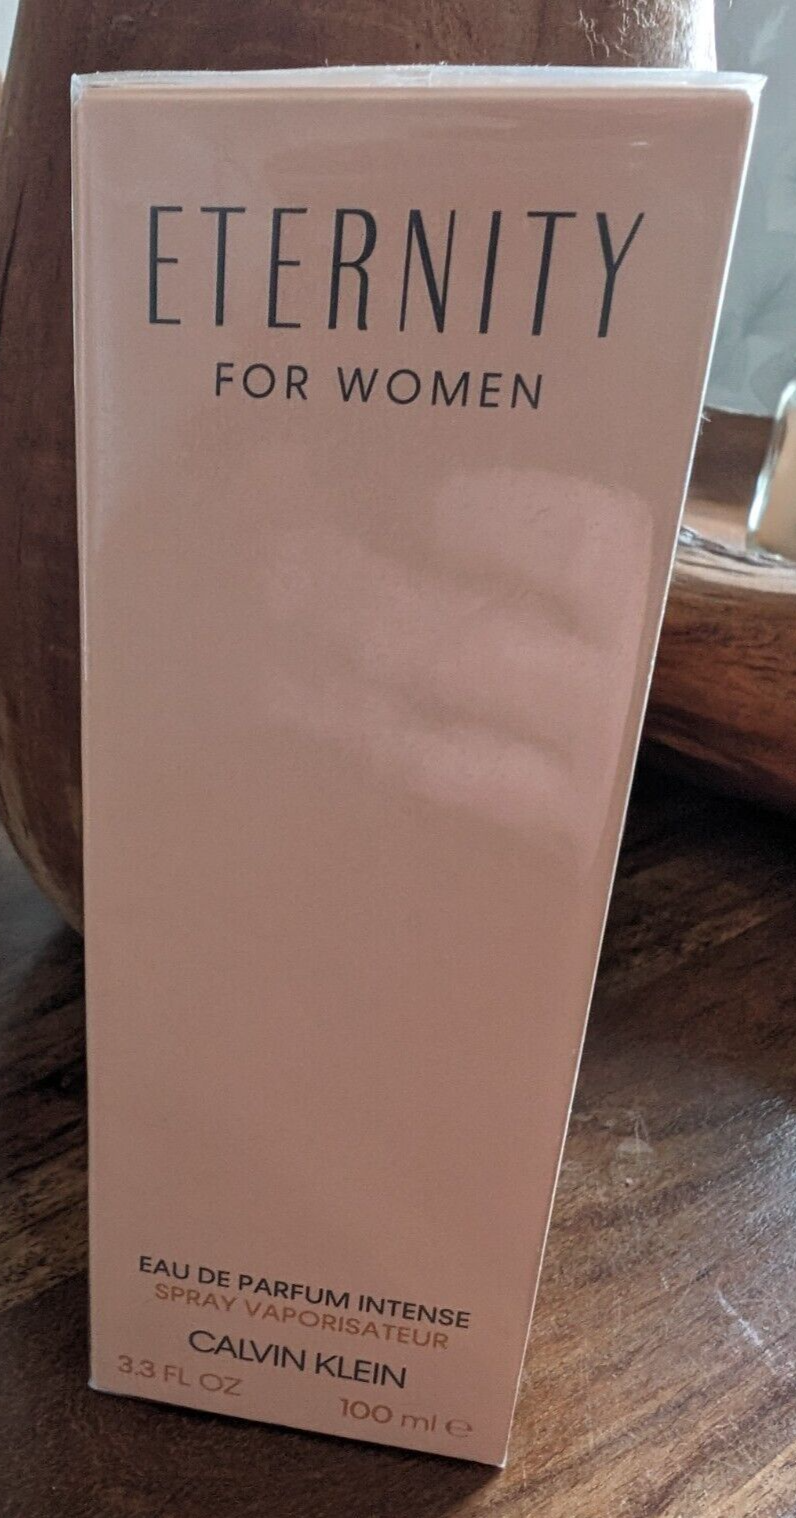 ETERNITY
FOR WOMEN
EAU DE PARFUM INTENSE
SPRAY VAPORISATEUR
CALVIN KLEIN
3.3 FL OZ
100 ml ℮